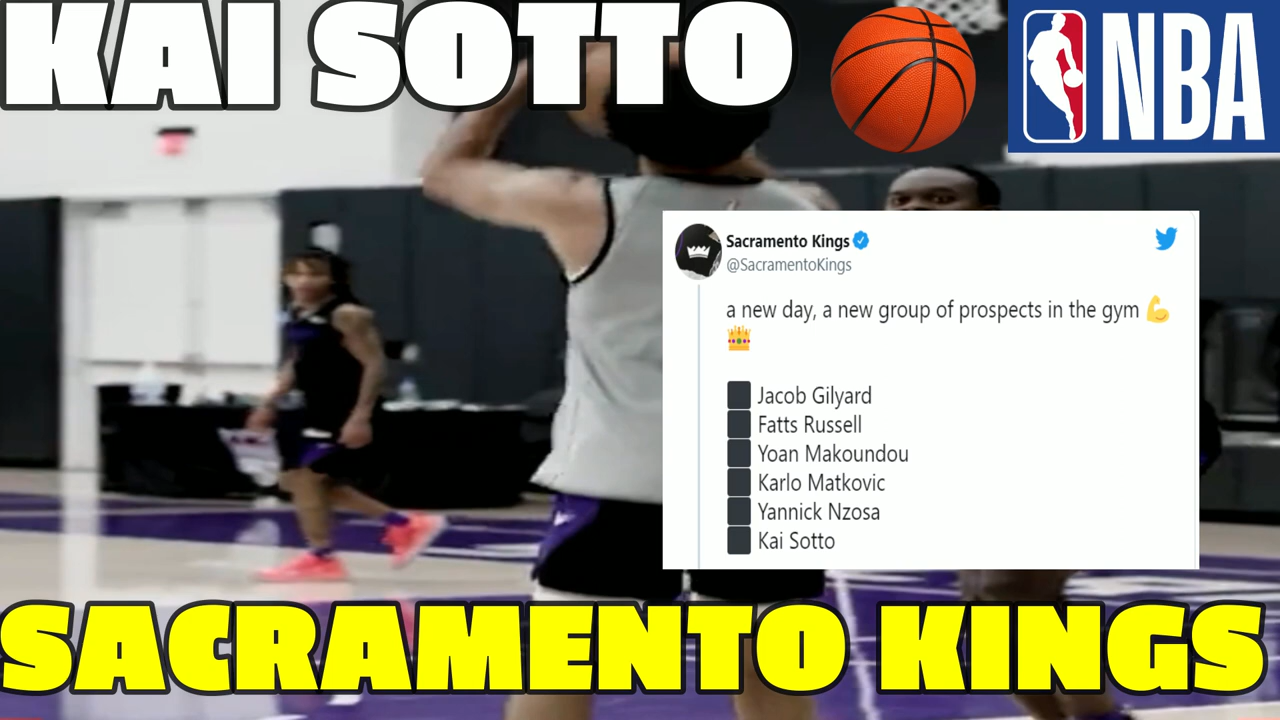 KAI SOTTO
NBA
Sacramento Kings
@SacramentoKings
a new day, a new group of prospects in the gym 💪
👑
Jacob Gilyard
Fatts Russell
Yoan Makoundou
Karlo Matkovic
Yannick Nzosa
Kai Sotto
SACRAMENTO KINGS